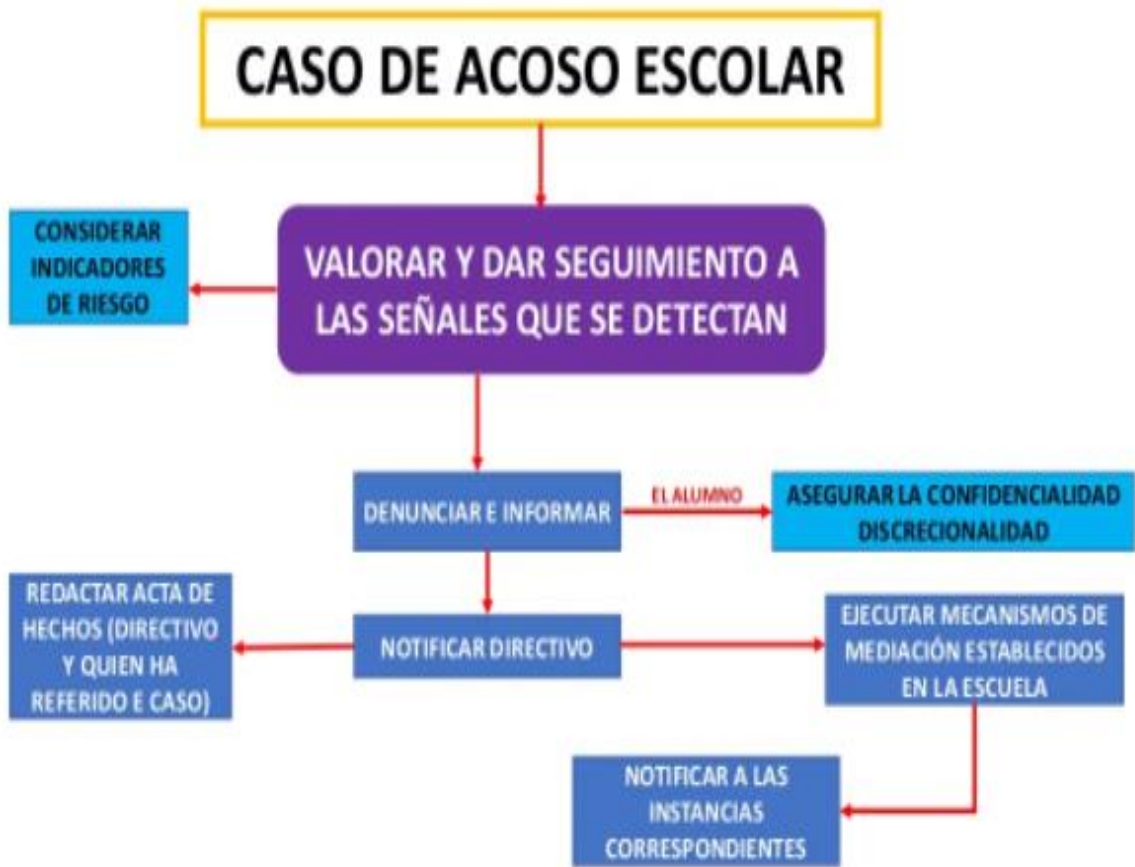 CASO DE ACOSO ESCOLAR
CONSIDERAR
INDICADORES
DE RIESGO
VALORAR Y DAR SEGUIMIENTO A
LAS SEÑALES QUE SE DETECTAN
DENUNCIAR E INFORMAR
EL ALUMNO
ASEGURAR LA CONFIDENCIALIDAD
DISCRECIONALIDAD
REDACTAR ACTA DE
HECHOS (DIRECTIVO
Y QUIEN HA
REFERIDO E CASO)
NOTIFICAR DIRECTIVO
EJECUTAR MECANISMOS DE
MEDIACIÓN ESTABLECIDOS
EN LA ESCUELA
NOTIFICAR A LAS
INSTANCIAS
CORRESPONDIENTES